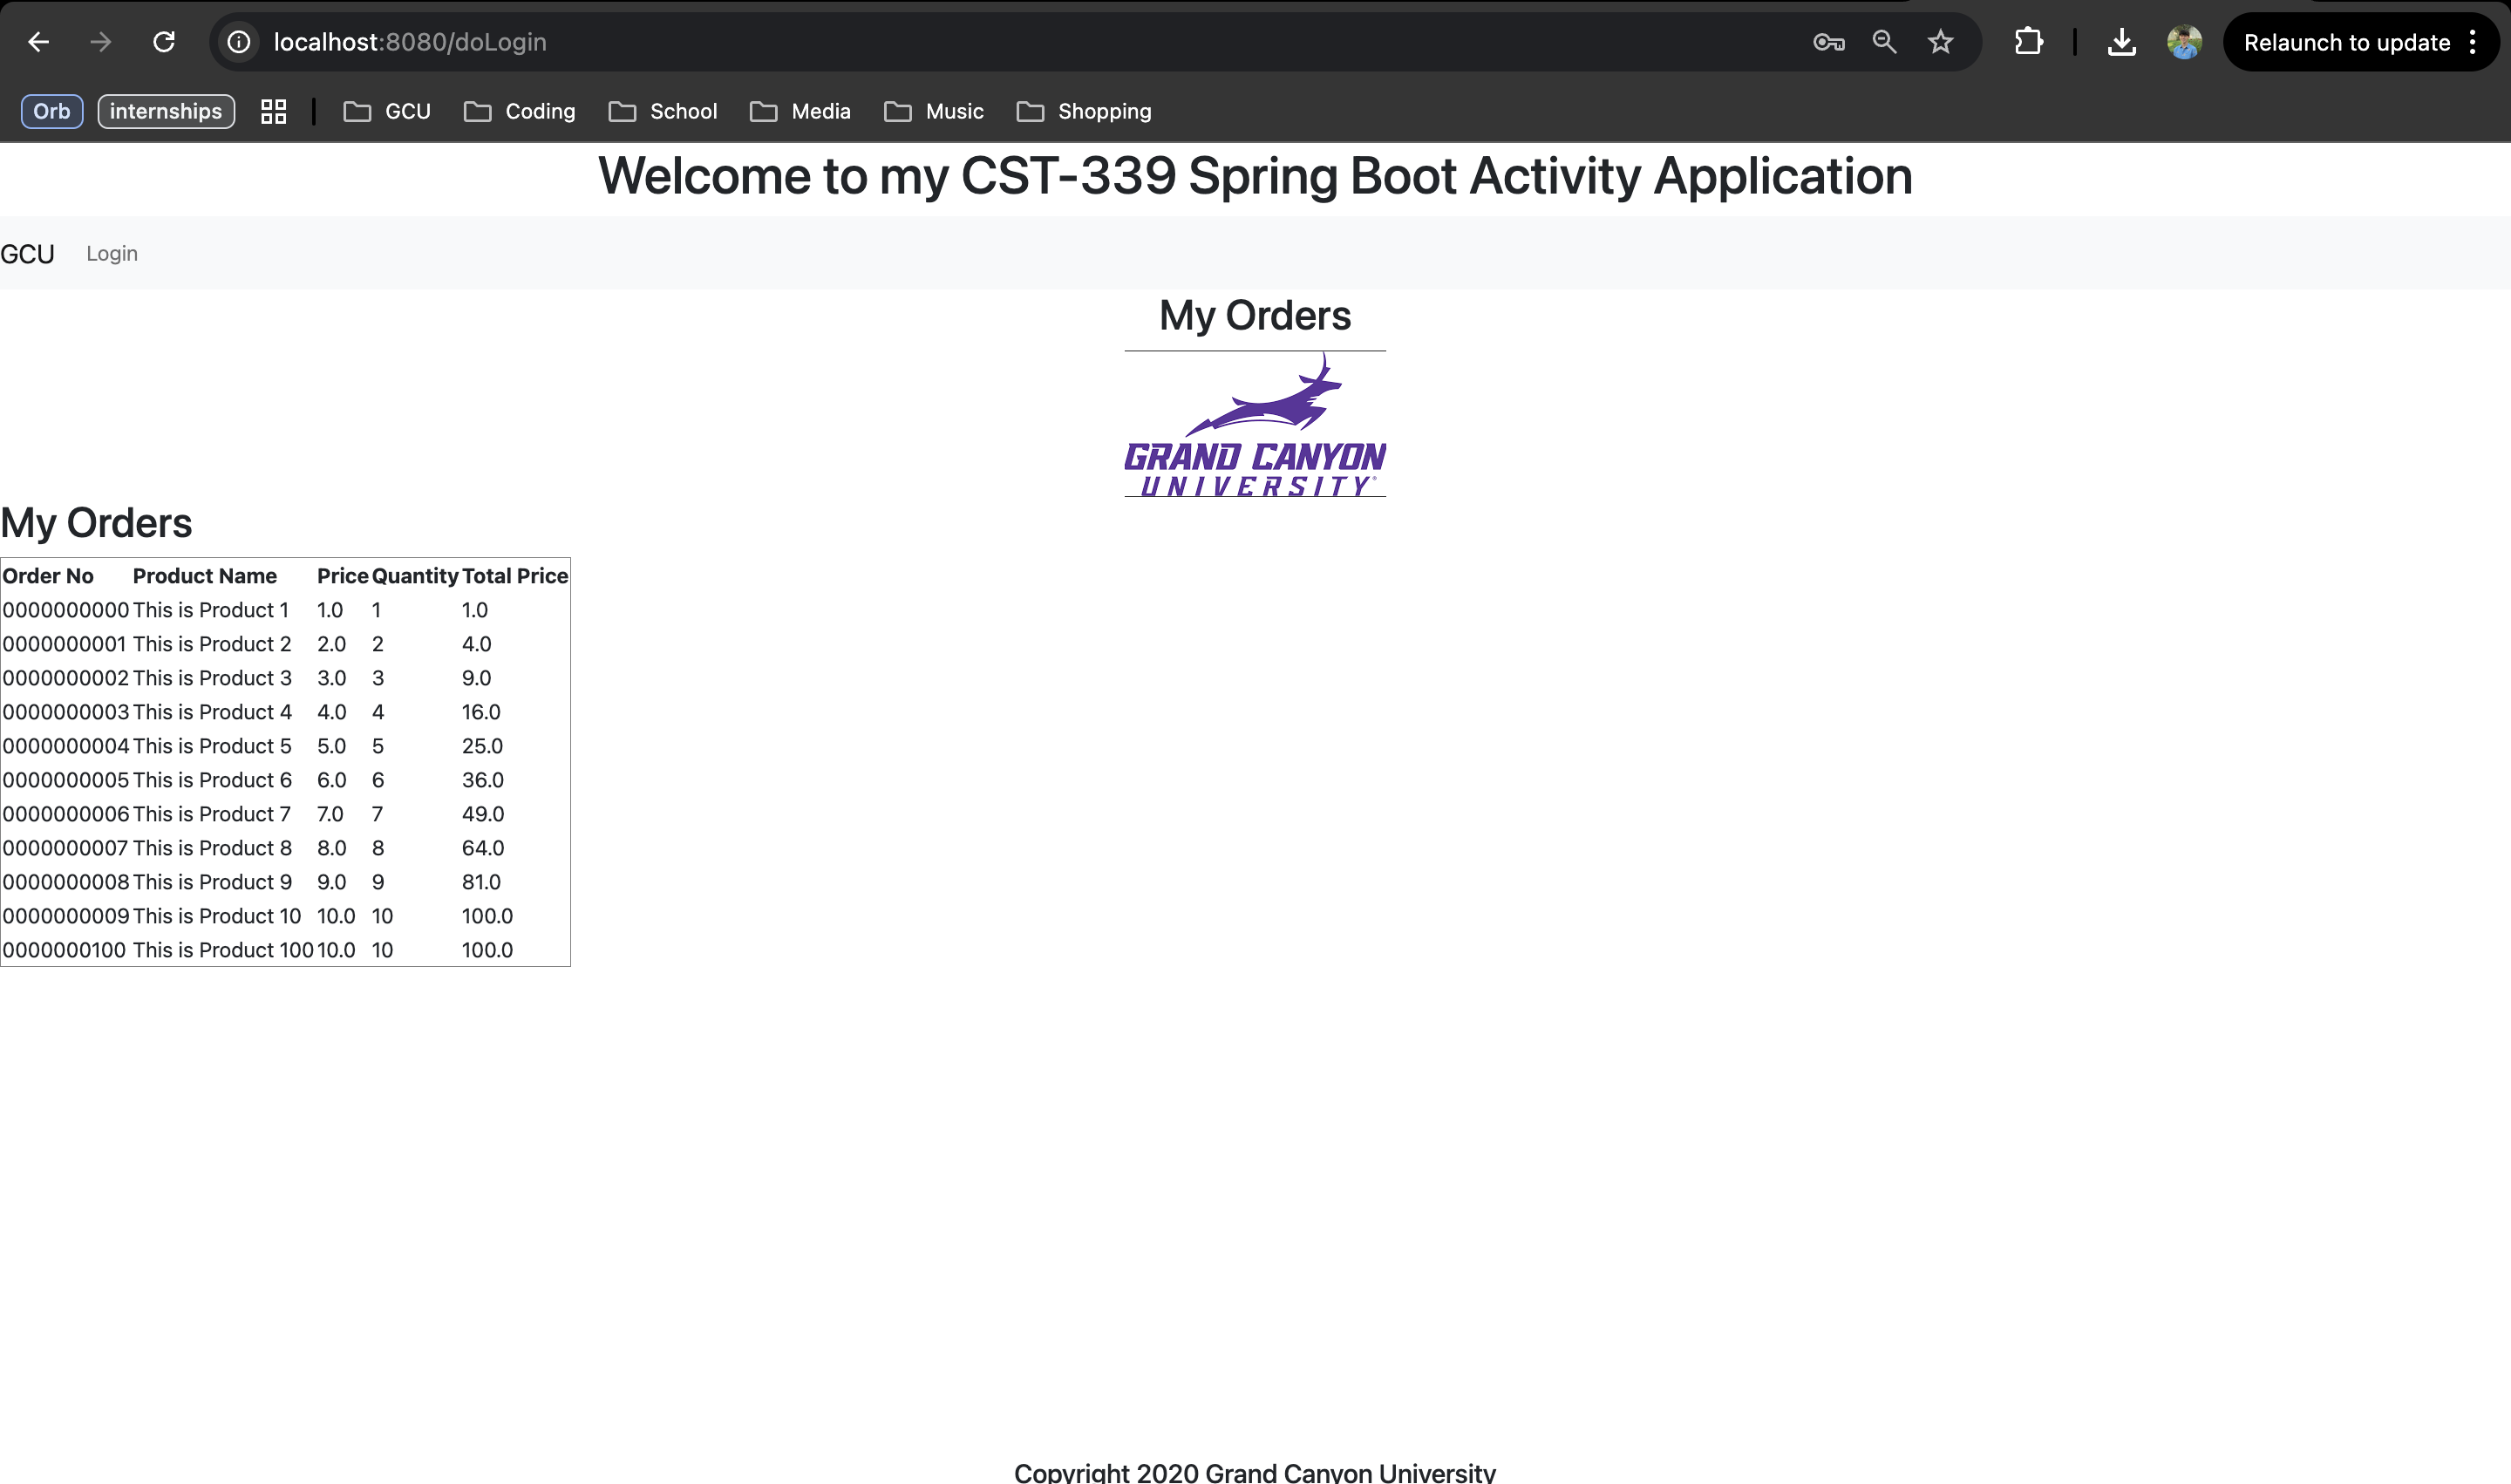 localhost:8080/doLogin
Relaunch to update
Orb internships GCU Coding School Media Music Shopping
Welcome to my CST-339 Spring Boot Activity Application
GCU Login
My Orders
GRAND CANYON
UNIVERSITY®
My Orders
Order No Product Name Price Quantity Total Price
0000000000 This is Product 1 1.0 1 1.0
0000000001 This is Product 2 2.0 2 4.0
0000000002 This is Product 3 3.0 3 9.0
0000000003 This is Product 4 4.0 4 16.0
0000000004 This is Product 5 5.0 5 25.0
0000000005 This is Product 6 6.0 6 36.0
0000000006 This is Product 7 7.0 7 49.0
0000000007 This is Product 8 8.0 8 64.0
0000000008 This is Product 9 9.0 9 81.0
0000000009 This is Product 10 10.0 10 100.0
0000000100 This is Product 100 10.0 10 100.0
Copyright 2020 Grand Canyon University